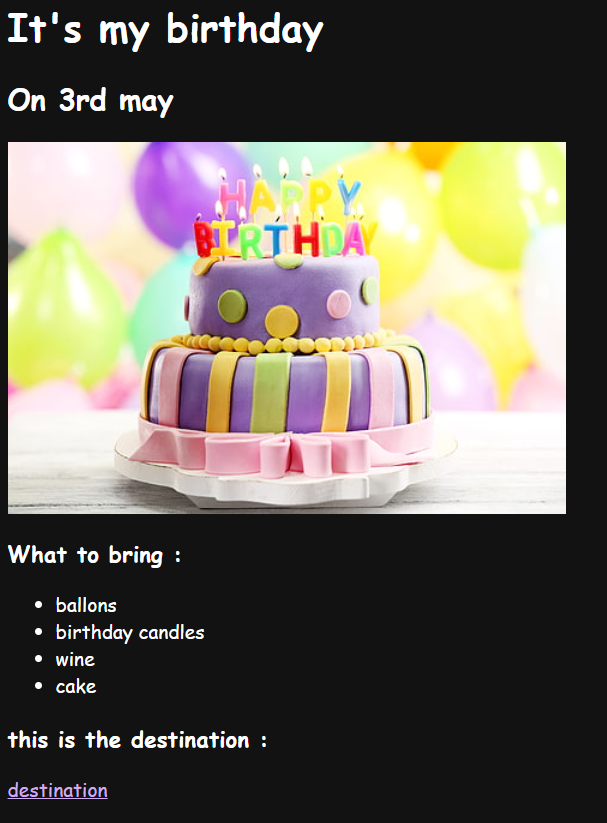 It's my birthday
On 3rd may
HAPPY
BIRTHDAY
What to bring :
ballons
birthday candles
wine
cake
this is the destination :
destination